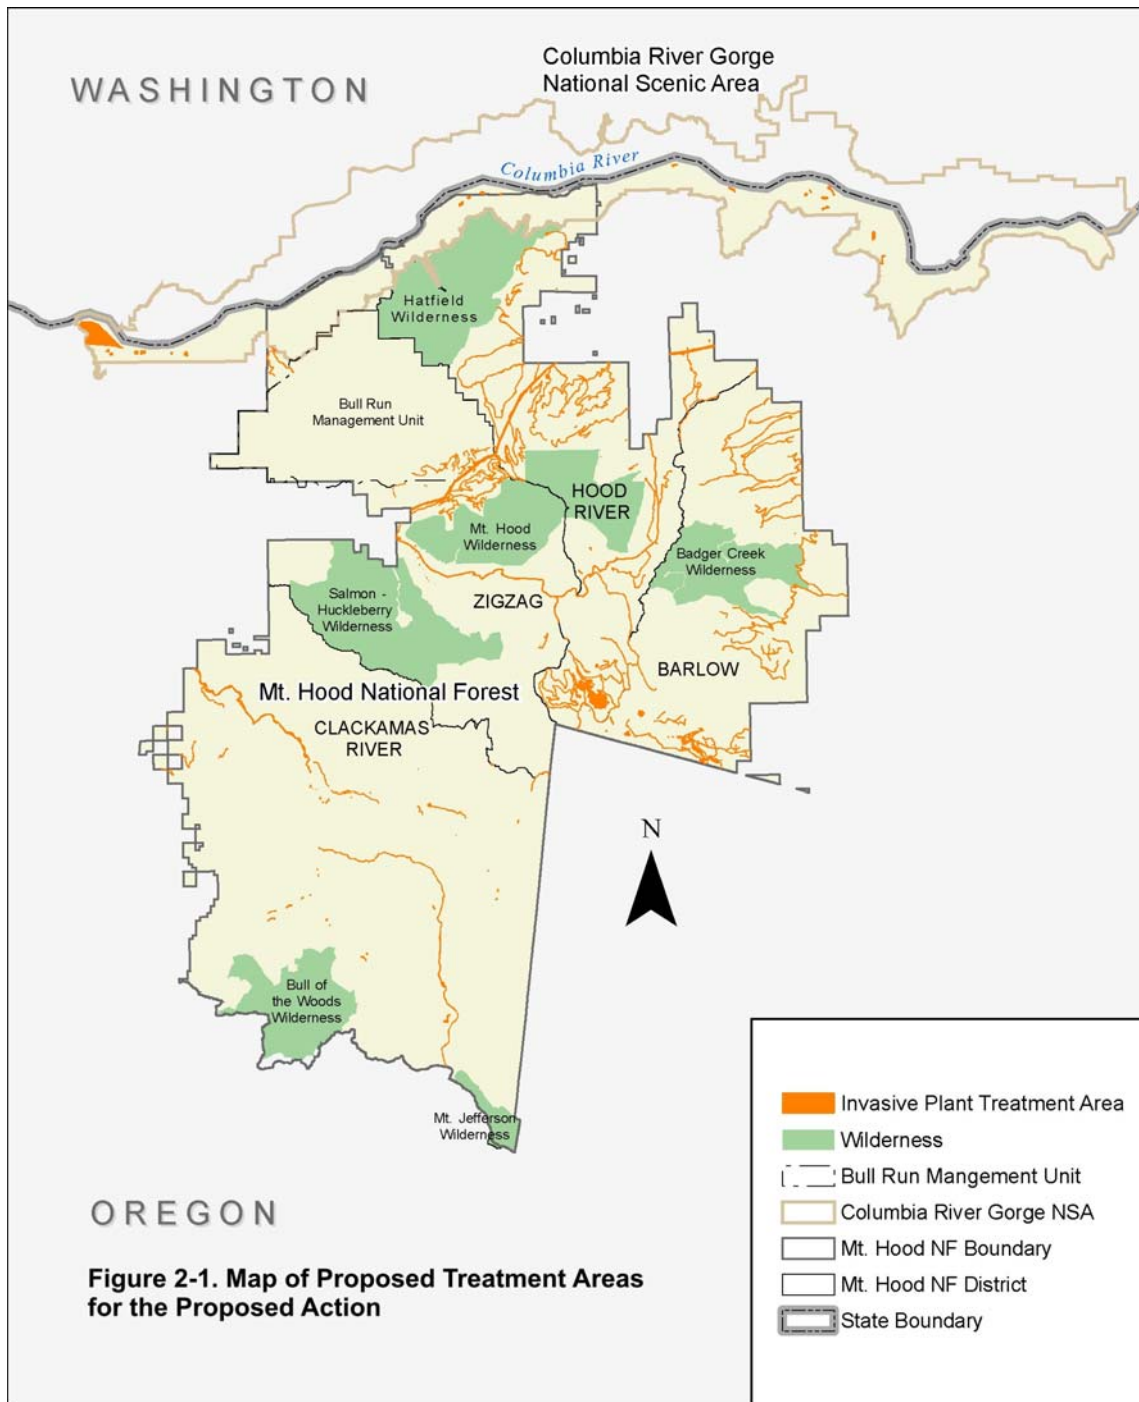 Columbia River Gorge
National Scenic Area
WASHINGTON
Columbia River
Hatfield
Wilderness
Bull Run
Management Unit
HOOD
RIVER
Mt. Hood
Wilderness
Badger Creek
Wilderness
Salmon -
Huckleberry
Wilderness
ZIGZAG
BARLOW
Mt. Hood National Forest
CLACKAMAS
RIVER
N
Bull of
the Woods
Wilderness
Mt. Jefferson
Wilderness
OREGON
Figure 2-1. Map of Proposed Treatment Areas
for the Proposed Action
Invasive Plant Treatment Area
Wilderness
Bull Run Mangement Unit
Columbia River Gorge NSA
Mt. Hood NF Boundary
Mt. Hood NF District
State Boundary